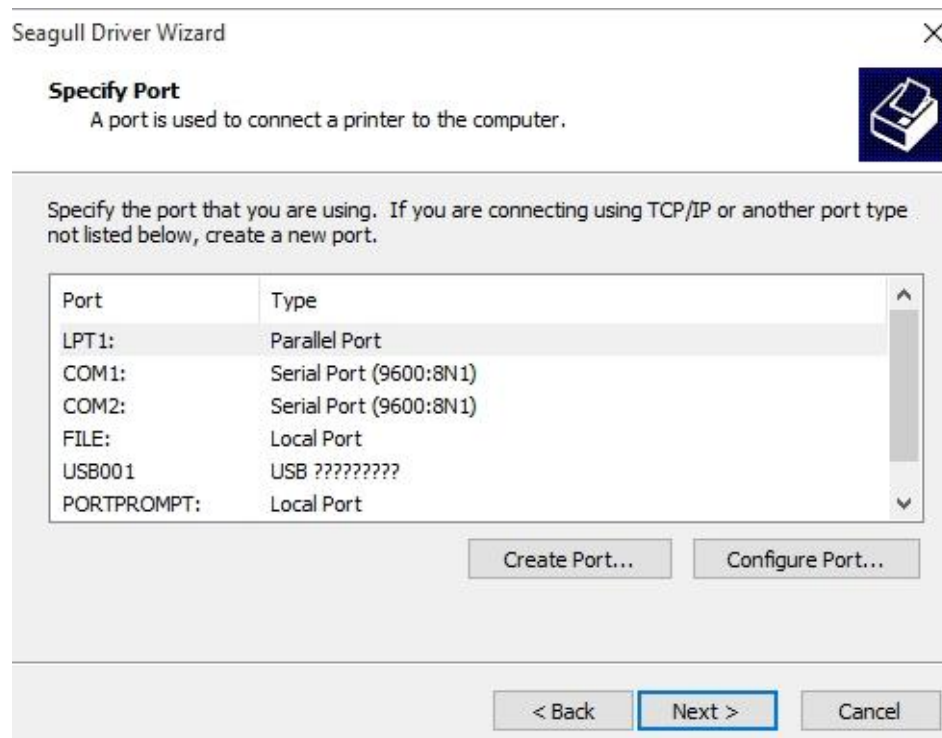 Seagull Driver Wizard
Specify Port
A port is used to connect a printer to the computer.
Specify the port that you are using.  If you are connecting using TCP/IP or another port type
not listed below, create a new port.
Port Type
LPT1: Parallel Port
COM1: Serial Port (9600:8N1)
COM2: Serial Port (9600:8N1)
FILE: Local Port
USB001 USB ?????????
PORTPROMPT: Local Port
Create Port... Configure Port...
< Back Next > Cancel